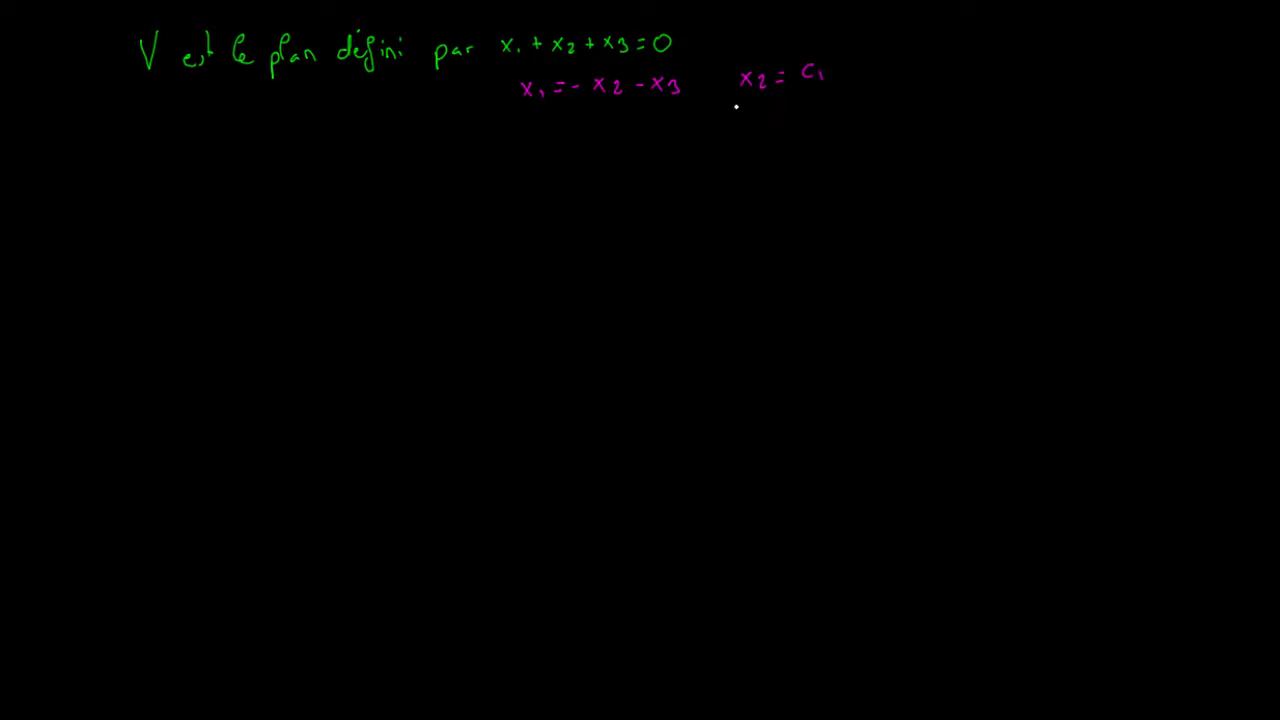 V est le plan défini par x₁ + x₂ + x₃ = 0
x₁ = - x₂ - x₃ x₂ = c₁